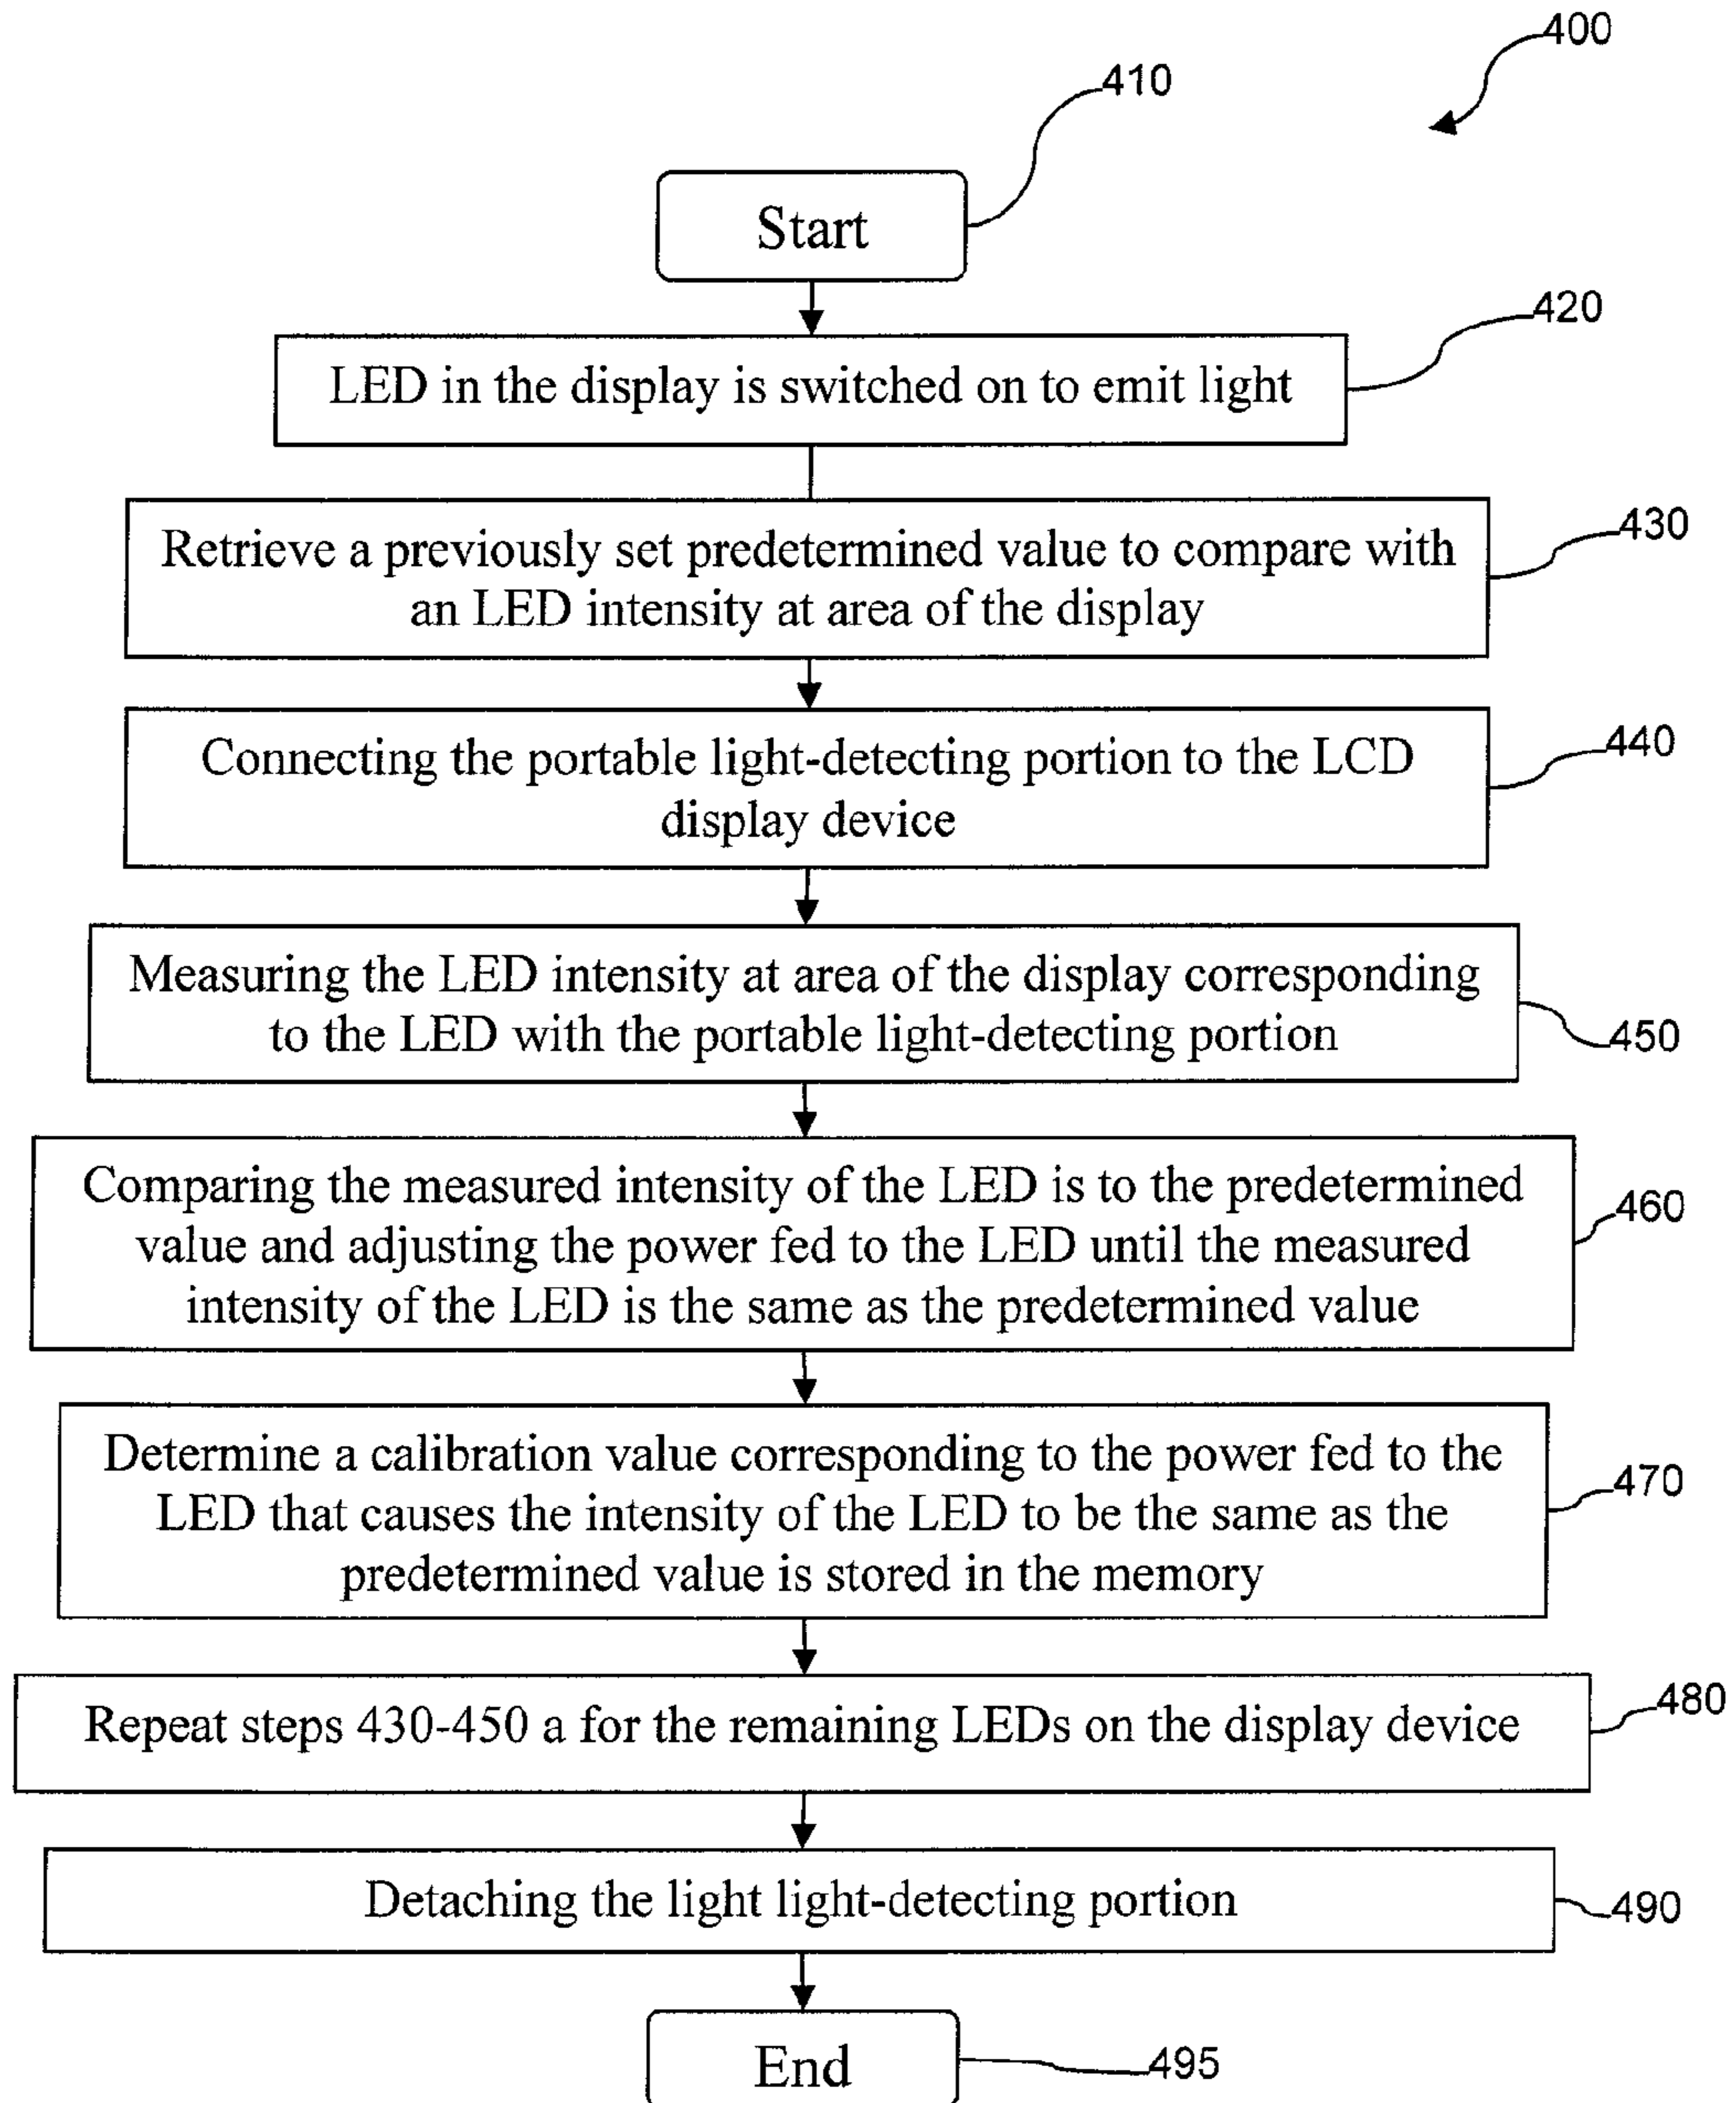 400
410
Start
420
LED in the display is switched on to emit light
430
Retrieve a previously set predetermined value to compare with
an LED intensity at area of the display
440
Connecting the portable light-detecting portion to the LCD
display device
Measuring the LED intensity at area of the display corresponding
to the LED with the portable light-detecting portion
450
Comparing the measured intensity of the LED is to the predetermined
value and adjusting the power fed to the LED until the measured
intensity of the LED is the same as the predetermined value
460
Determine a calibration value corresponding to the power fed to the
LED that causes the intensity of the LED to be the same as the
predetermined value is stored in the memory
470
Repeat steps 430-450 a for the remaining LEDs on the display device
480
Detaching the light light-detecting portion
490
End
495